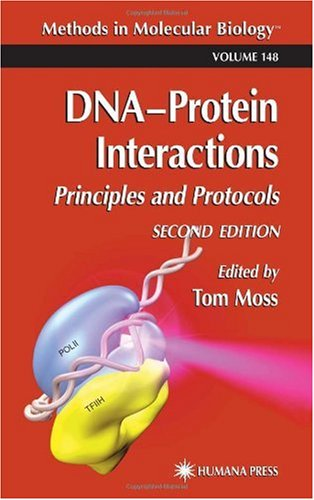 Methods in Molecular Biology™
VOLUME 148
DNA–Protein
Interactions
Principles and Protocols
SECOND EDITION
Edited by
Tom Moss
POLII
TFIIH
HUMANA PRESS